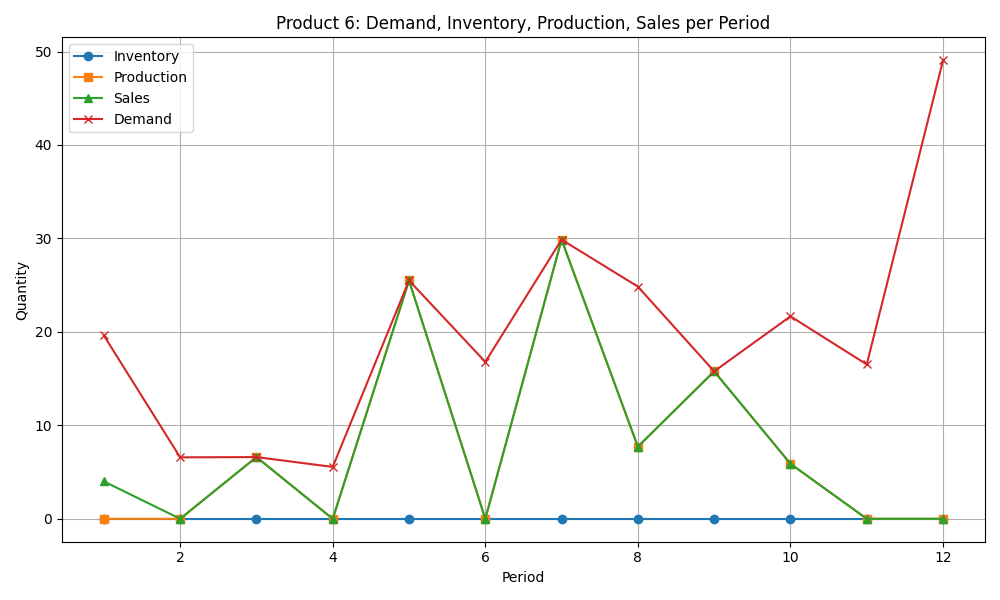 Product 6: Demand, Inventory, Production, Sales per Period
Inventory
Production
Sales
Demand
Quantity
50
40
30
20
10
0
2 4 6 8 10 12
Period